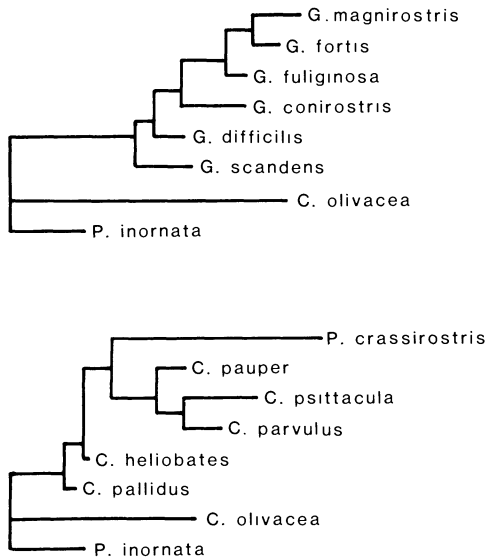 G. magnirostris
G. fortis
G. fuliginosa
G. conirostris
G. difficilis
G. scandens
C. olivacea
P. inornata
P. crassirostris
C. pauper
C. psittacula
C. parvulus
C. heliobates
C. pallidus
C. olivacea
P. inornata